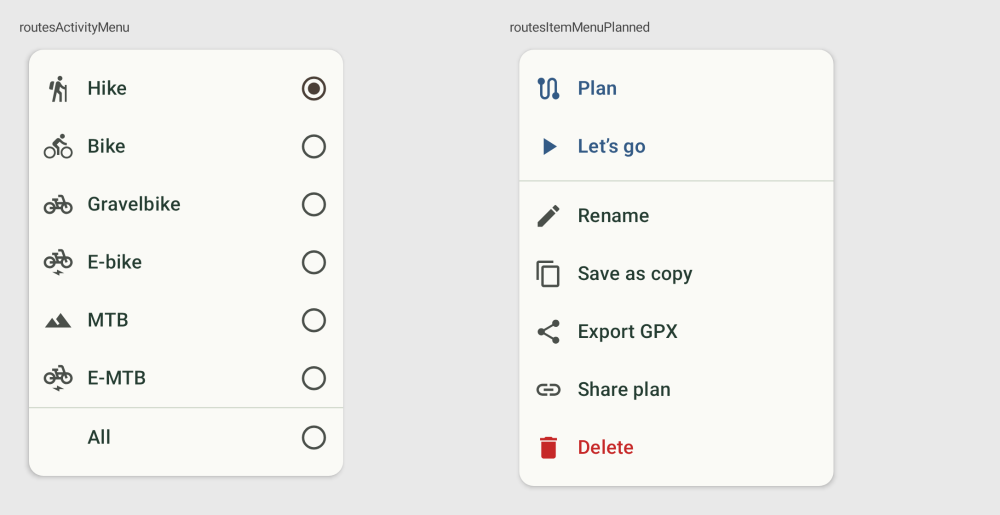 routesActivityMenu
Hike
Bike
Gravelbike
E-bike
MTB
E-MTB
All
routesItemMenuPlanned
Plan
Let’s go
Rename
Save as copy
Export GPX
Share plan
Delete